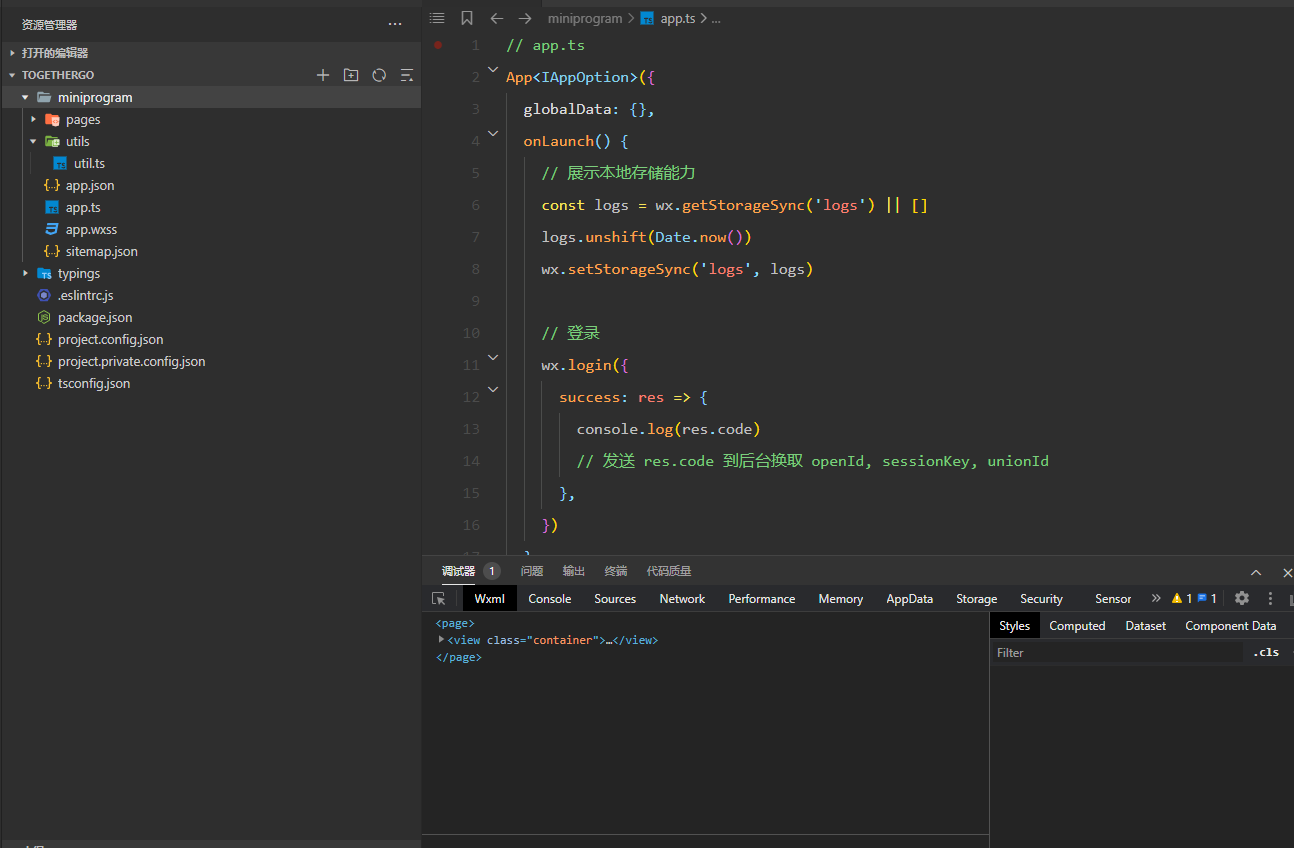 资源管理器
打开的编辑器
TOGETHERGO
miniprogram
pages
utils
util.ts
app.json
app.ts
app.wxss
sitemap.json
typings
.eslintrc.js
package.json
project.config.json
project.private.config.json
tsconfig.json
miniprogram > app.ts > ...
1 // app.ts
2 App<IAppOption>({
3 globalData: {},
4 onLaunch() {
5 // 展示本地存储能力
6 const logs = wx.getStorageSync('logs') || []
7 logs.unshift(Date.now())
8 wx.setStorageSync('logs', logs)
9
10 // 登录
11 wx.login({
12 success: res => {
13 console.log(res.code)
14 // 发送 res.code 到后台换取 openId, sessionKey, unionId
15 },
16 })
调试器 1 问题 输出 终端 代码质量
Wxml Console Sources Network Performance Memory AppData Storage Security Sensor 1 1
<page>
<view class="container">…</view>
</page>
Styles Computed Dataset Component Data
Filter .cls